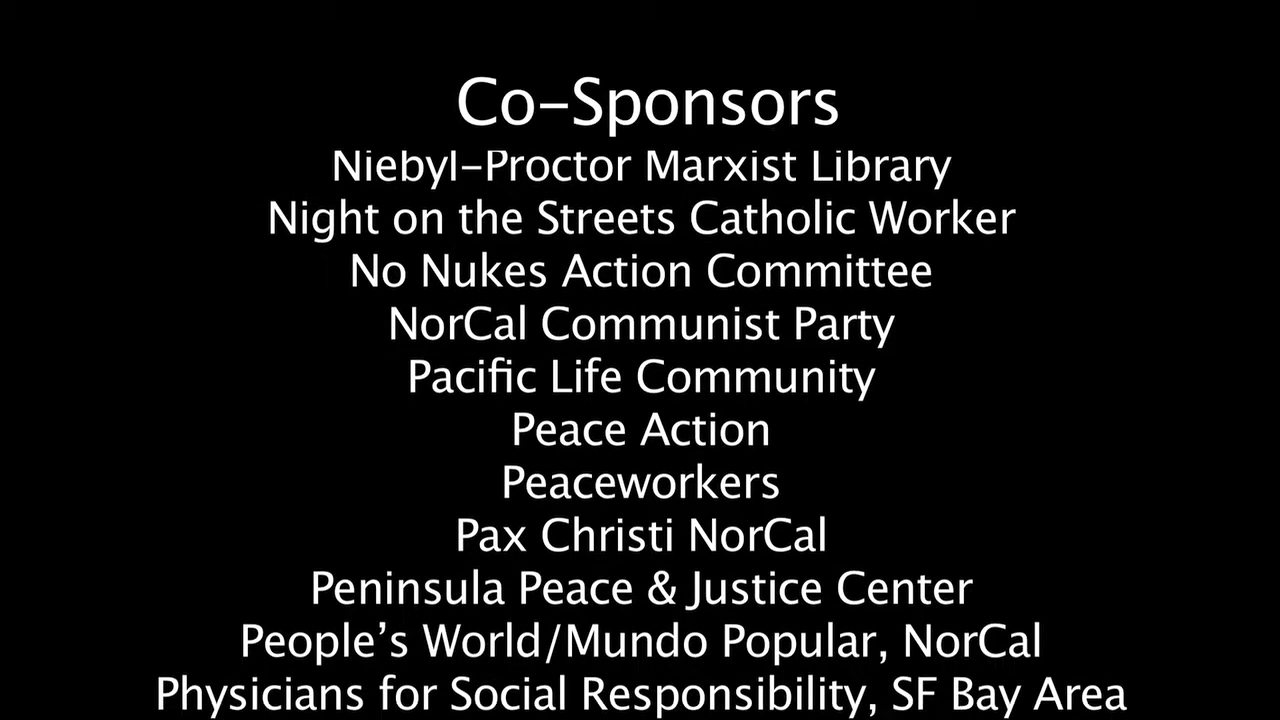 Co-Sponsors
Niebyl-Proctor Marxist Library
Night on the Streets Catholic Worker
No Nukes Action Committee
NorCal Communist Party
Pacific Life Community
Peace Action
Peaceworkers
Pax Christi NorCal
Peninsula Peace & Justice Center
People’s World/Mundo Popular, NorCal
Physicians for Social Responsibility, SF Bay Area